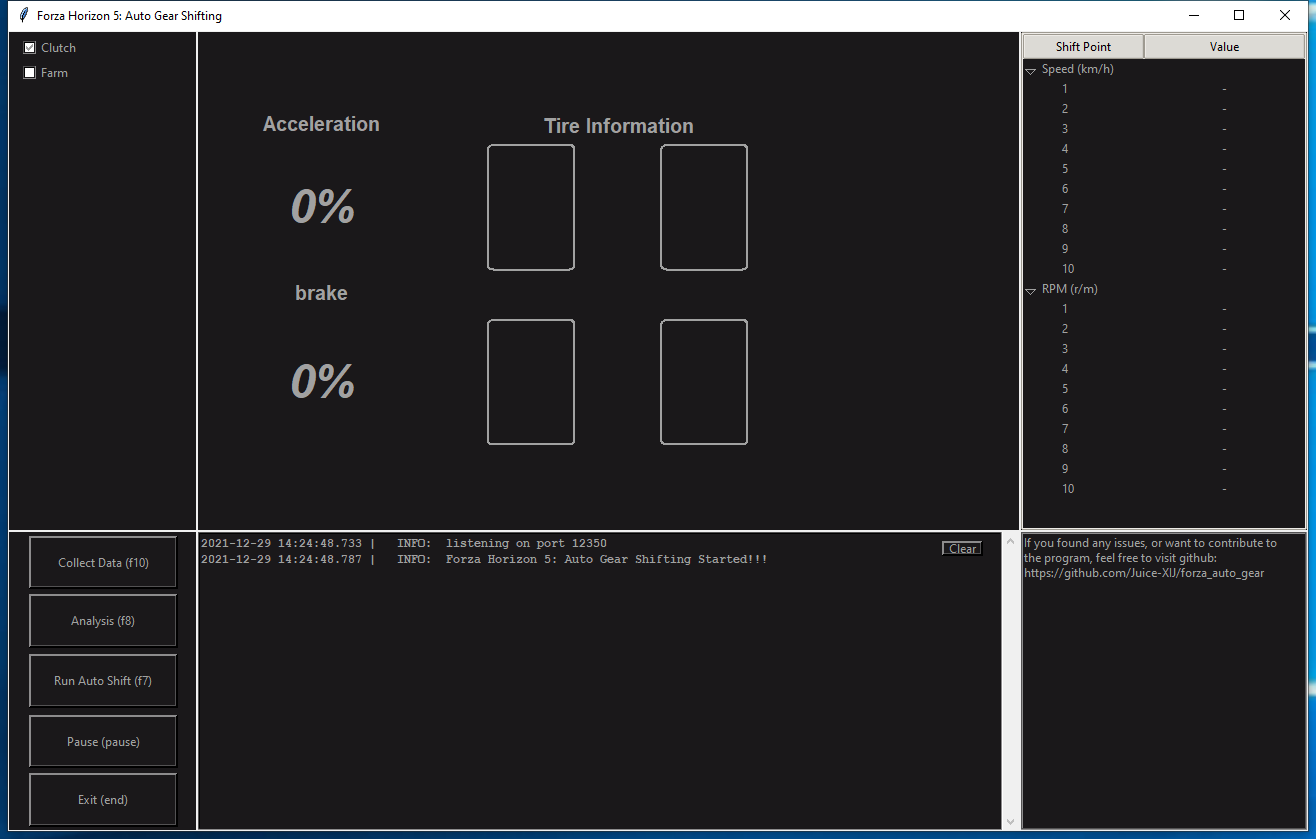 Forza Horizon 5: Auto Gear Shifting
Clutch
Farm
Acceleration
0%
brake
0%
Tire Information
Shift Point Value
Speed (km/h)
1 -
2 -
3 -
4 -
5 -
6 -
7 -
8 -
9 -
10 -
RPM (r/m)
1 -
2 -
3 -
4 -
5 -
6 -
7 -
8 -
9 -
10 -
Collect Data (f10)
Analysis (f8)
Run Auto Shift (f7)
Pause (pause)
Exit (end)
2021-12-29 14:24:48.733 | INFO: listening on port 12350
2021-12-29 14:24:48.787 | INFO: Forza Horizon 5: Auto Gear Shifting Started!!!
Clear
If you found any issues, or want to contribute to
the program, feel free to visit github:
https://github.com/Juice-XIJ/forza_auto_gear